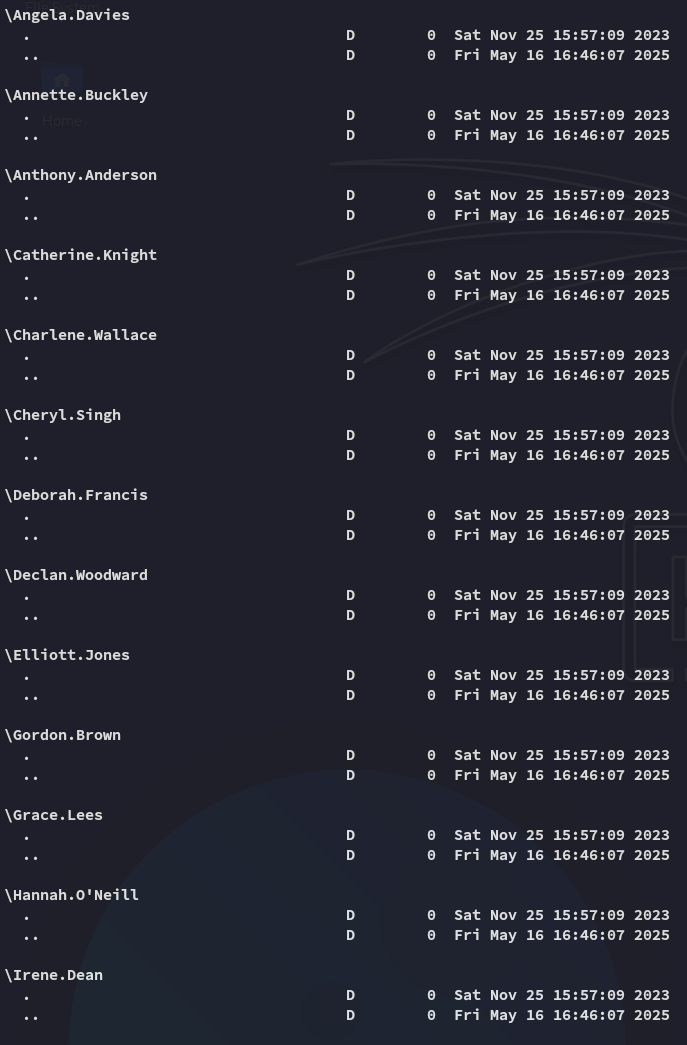 \Angela.Davies
  .                                   D        0  Sat Nov 25 15:57:09 2023
  ..                                  D        0  Fri May 16 16:46:07 2025

\Annette.Buckley
  .                                   D        0  Sat Nov 25 15:57:09 2023
Home
  ..                                  D        0  Fri May 16 16:46:07 2025

\Anthony.Anderson
  .                                   D        0  Sat Nov 25 15:57:09 2023
  ..                                  D        0  Fri May 16 16:46:07 2025

\Catherine.Knight
  .                                   D        0  Sat Nov 25 15:57:09 2023
  ..                                  D        0  Fri May 16 16:46:07 2025

\Charlene.Wallace
  .                                   D        0  Sat Nov 25 15:57:09 2023
  ..                                  D        0  Fri May 16 16:46:07 2025

\Cheryl.Singh
  .                                   D        0  Sat Nov 25 15:57:09 2023
  ..                                  D        0  Fri May 16 16:46:07 2025

\Deborah.Francis
  .                                   D        0  Sat Nov 25 15:57:09 2023
  ..                                  D        0  Fri May 16 16:46:07 2025

\Declan.Woodward
  .                                   D        0  Sat Nov 25 15:57:09 2023
  ..                                  D        0  Fri May 16 16:46:07 2025

\Elliott.Jones
  .                                   D        0  Sat Nov 25 15:57:09 2023
  ..                                  D        0  Fri May 16 16:46:07 2025

\Gordon.Brown
  .                                   D        0  Sat Nov 25 15:57:09 2023
  ..                                  D        0  Fri May 16 16:46:07 2025

\Grace.Lees
  .                                   D        0  Sat Nov 25 15:57:09 2023
  ..                                  D        0  Fri May 16 16:46:07 2025

\Hannah.O'Neill
  .                                   D        0  Sat Nov 25 15:57:09 2023
  ..                                  D        0  Fri May 16 16:46:07 2025

\Irene.Dean
  .                                   D        0  Sat Nov 25 15:57:09 2023
  ..                                  D        0  Fri May 16 16:46:07 2025